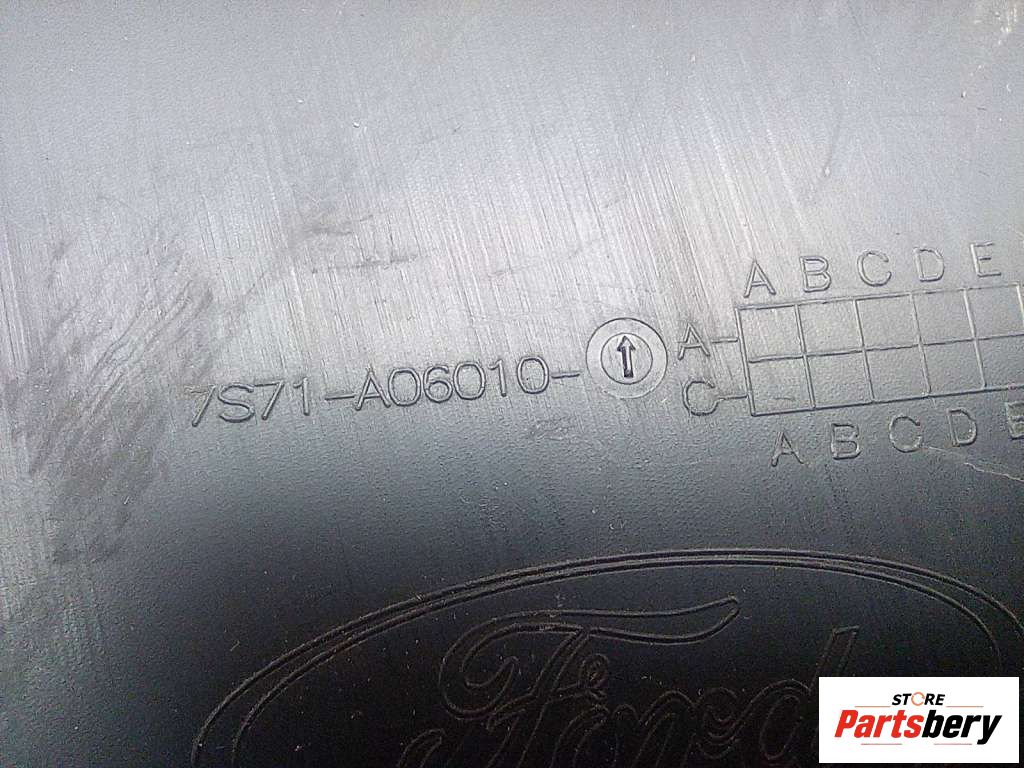 A B C D E
7S71-A06010- A-
C-
A B C D E
Ford
STORE
Partsbery